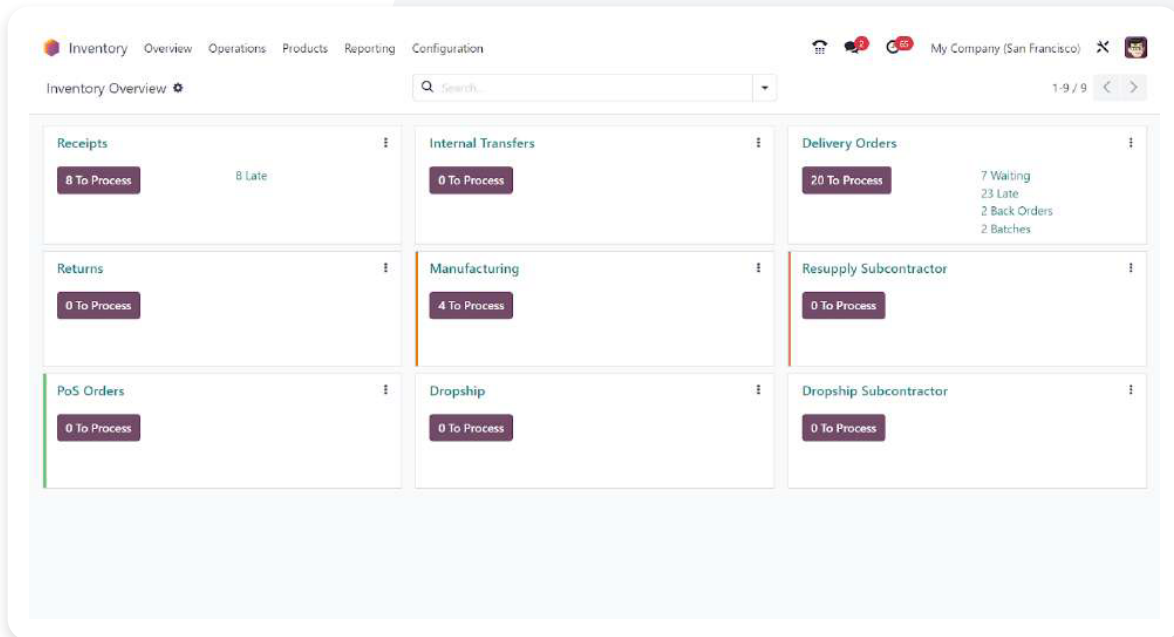 Inventory Overview Operations Products Reporting Configuration 2 65 My Company (San Francisco)
Inventory Overview Search... 1-9 / 9
Receipts
8 To Process 8 Late
Internal Transfers
0 To Process
Delivery Orders
20 To Process 7 Waiting
23 Late
2 Back Orders
2 Batches
Returns
0 To Process
Manufacturing
4 To Process
Resupply Subcontractor
0 To Process
PoS Orders
0 To Process
Dropship
0 To Process
Dropship Subcontractor
0 To Process